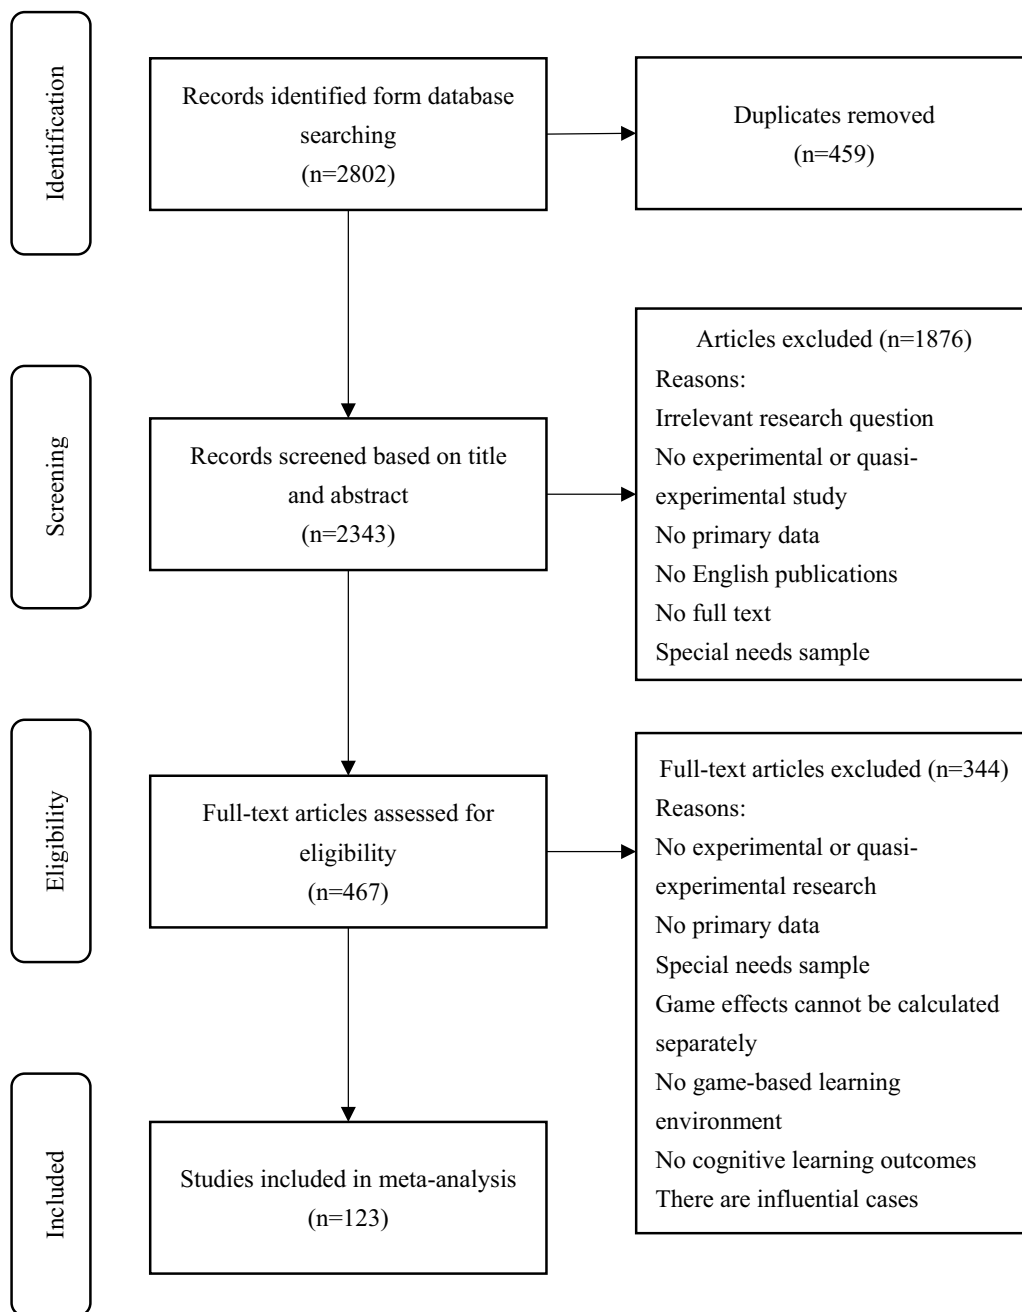 Identification
Records identified form database
searching
(n=2802)
Duplicates removed
(n=459)
Screening
Records screened based on title
and abstract
(n=2343)
Articles excluded (n=1876)
Reasons:
Irrelevant research question
No experimental or quasi-
experimental study
No primary data
No English publications
No full text
Special needs sample
Eligibility
Full-text articles assessed for
eligibility
(n=467)
Full-text articles excluded (n=344)
Reasons:
No experimental or quasi-
experimental research
No primary data
Special needs sample
Game effects cannot be calculated
separately
No game-based learning
environment
No cognitive learning outcomes
There are influential cases
Included
Studies included in meta-analysis
(n=123)